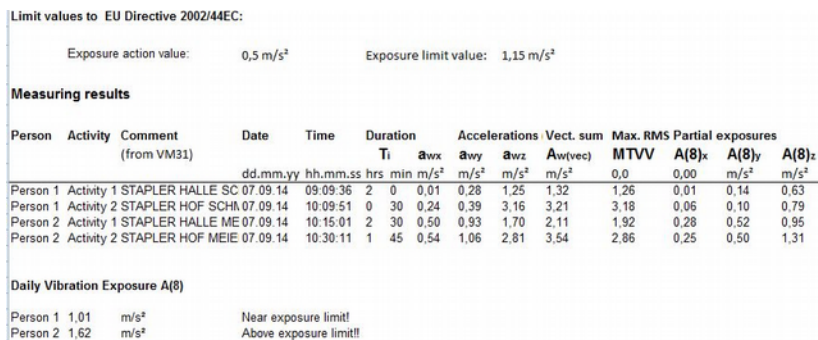 Limit values to EU Directive 2002/44EC:
Exposure action value: 0,5 m/s² Exposure limit value: 1,15 m/s²
Measuring results
Person Activity Comment Date Time Duration Accelerations Vect. sum Max. RMS Partial exposures
(from VM31) Ti awx awy awz Aw(vec) MTVV A(8)x A(8)y A(8)z
dd.mm.yy hh.mm.ss hrs min m/s² m/s² m/s² m/s² 0,0 0,00 m/s² m/s²
Person 1 Activity 1 STAPLER HALLE SC 07.09.14 09:09:36 2 0 0,01 0,28 1,25 1,32 1,26 0,01 0,14 0,63
Person 1 Activity 2 STAPLER HOF SCHM 07.09.14 10:09:51 0 30 0,24 0,39 3,16 3,21 3,18 0,06 0,10 0,79
Person 2 Activity 1 STAPLER HALLE ME 07.09.14 10:15:01 2 30 0,50 0,93 1,70 2,11 1,92 0,28 0,52 0,95
Person 2 Activity 2 STAPLER HOF MEIE 07.09.14 10:30:11 1 45 0,54 1,06 2,81 3,54 2,86 0,25 0,50 1,31
Daily Vibration Exposure A(8)
Person 1 1,01 m/s² Near exposure limit!
Person 2 1,62 m/s² Above exposure limit!!